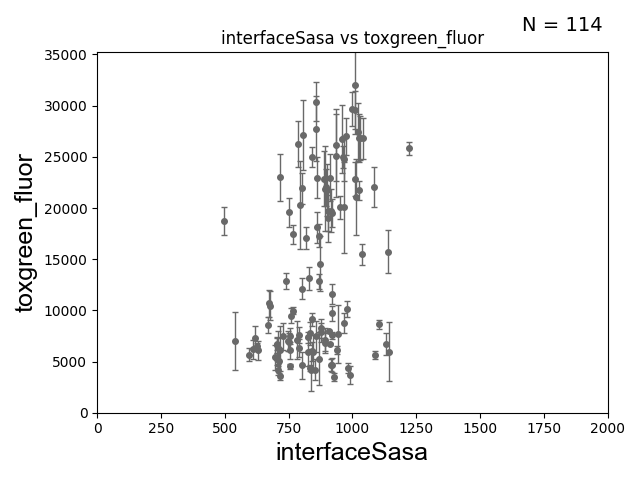 N = 114
interfaceSasa vs toxgreen_fluor
35000
30000
25000
20000
15000
10000
5000
0
toxgreen_fluor
0 250 500 750 1000 1250 1500 1750 2000
interfaceSasa